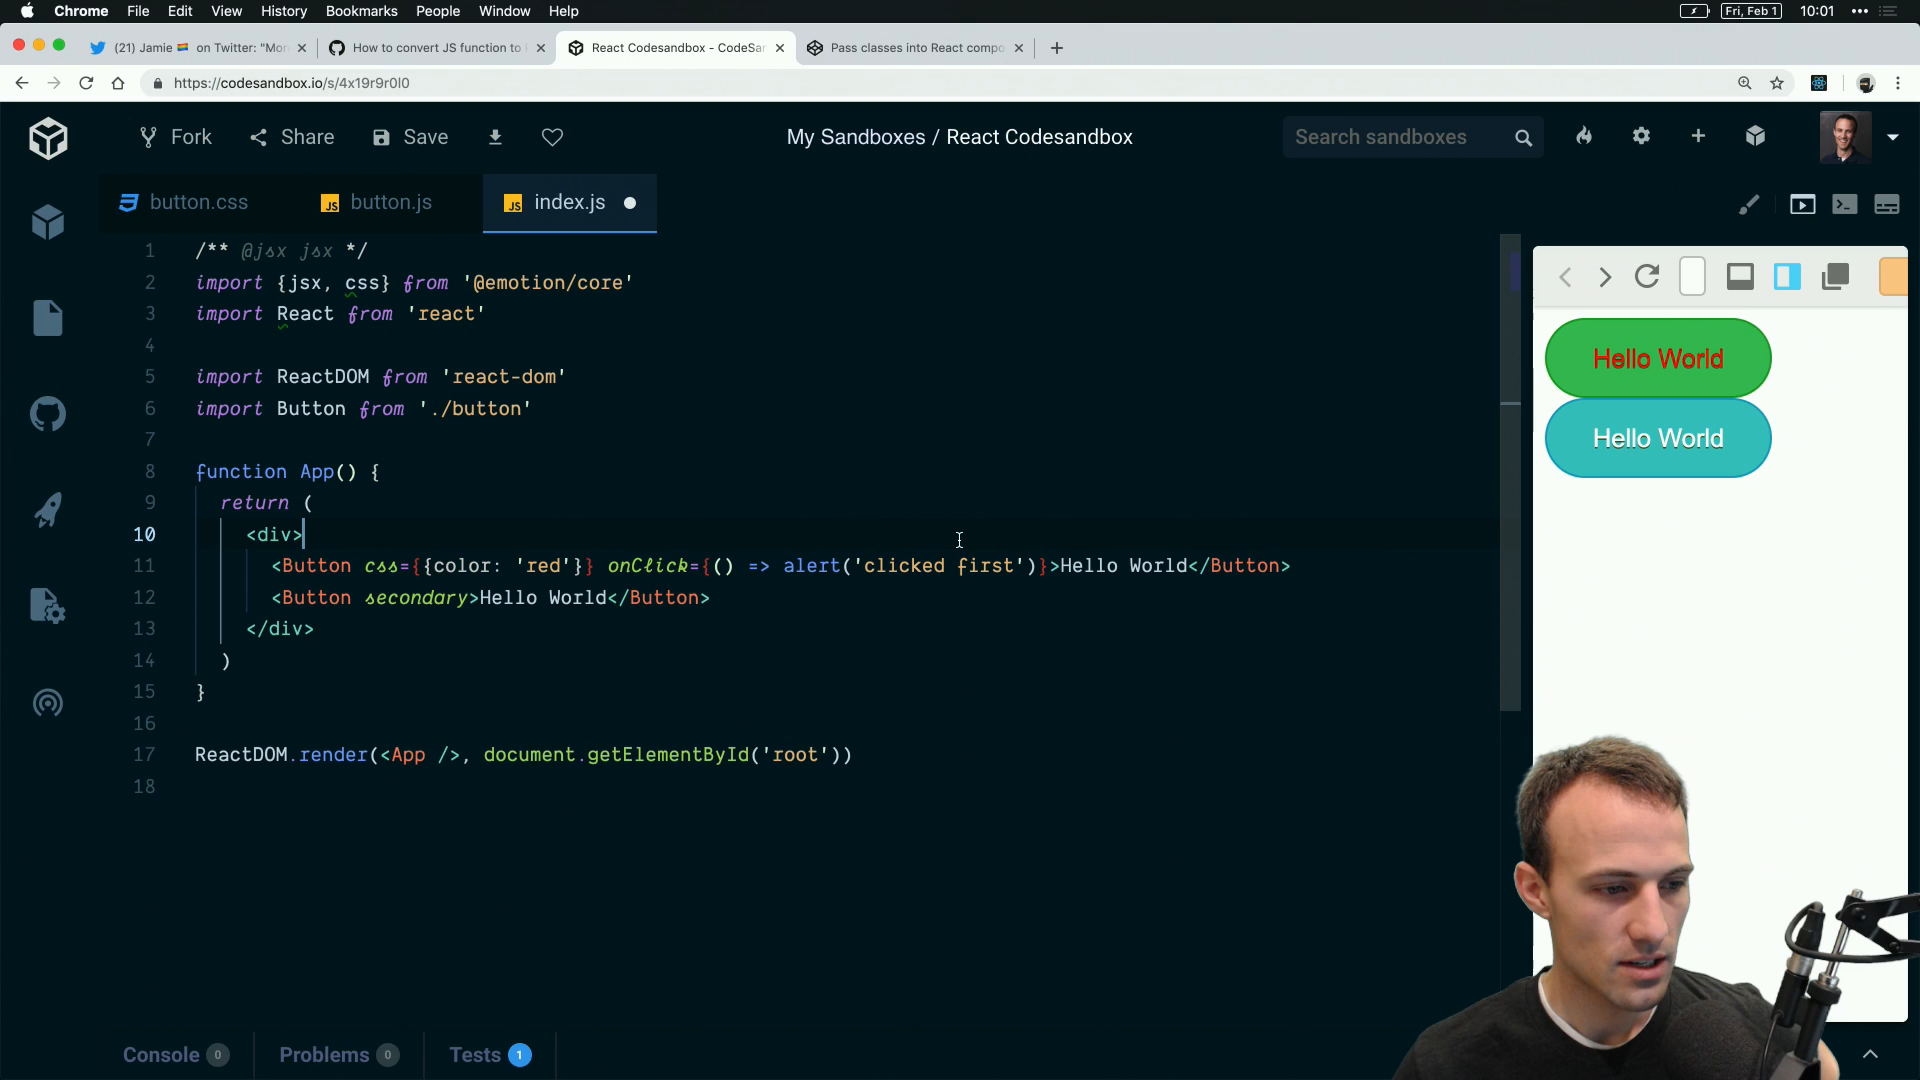 Chrome File Edit View History Bookmarks People Window Help Fri, Feb 1 10:01
(21) Jamie on Twitter: "Mor
How to convert JS function to
React Codesandbox - CodeSan
Pass classes into React compo
https://codesandbox.io/s/4x19r9r0l0
Fork Share Save My Sandboxes / React Codesandbox Search sandboxes
button.css button.js index.js
1 /** @jsx jsx */
2 import {jsx, css} from '@emotion/core'
3 import React from 'react'
4
5 import ReactDOM from 'react-dom'
6 import Button from './button'
7
8 function App() {
9 return (
10 <div>
11 <Button css={{color: 'red'}} onClick={() => alert('clicked first')}>Hello World</Button>
12 <Button secondary>Hello World</Button>
13 </div>
14 )
15 }
16
17 ReactDOM.render(<App />, document.getElementById('root'))
18
Hello World
Hello World
Console 0 Problems 0 Tests 1